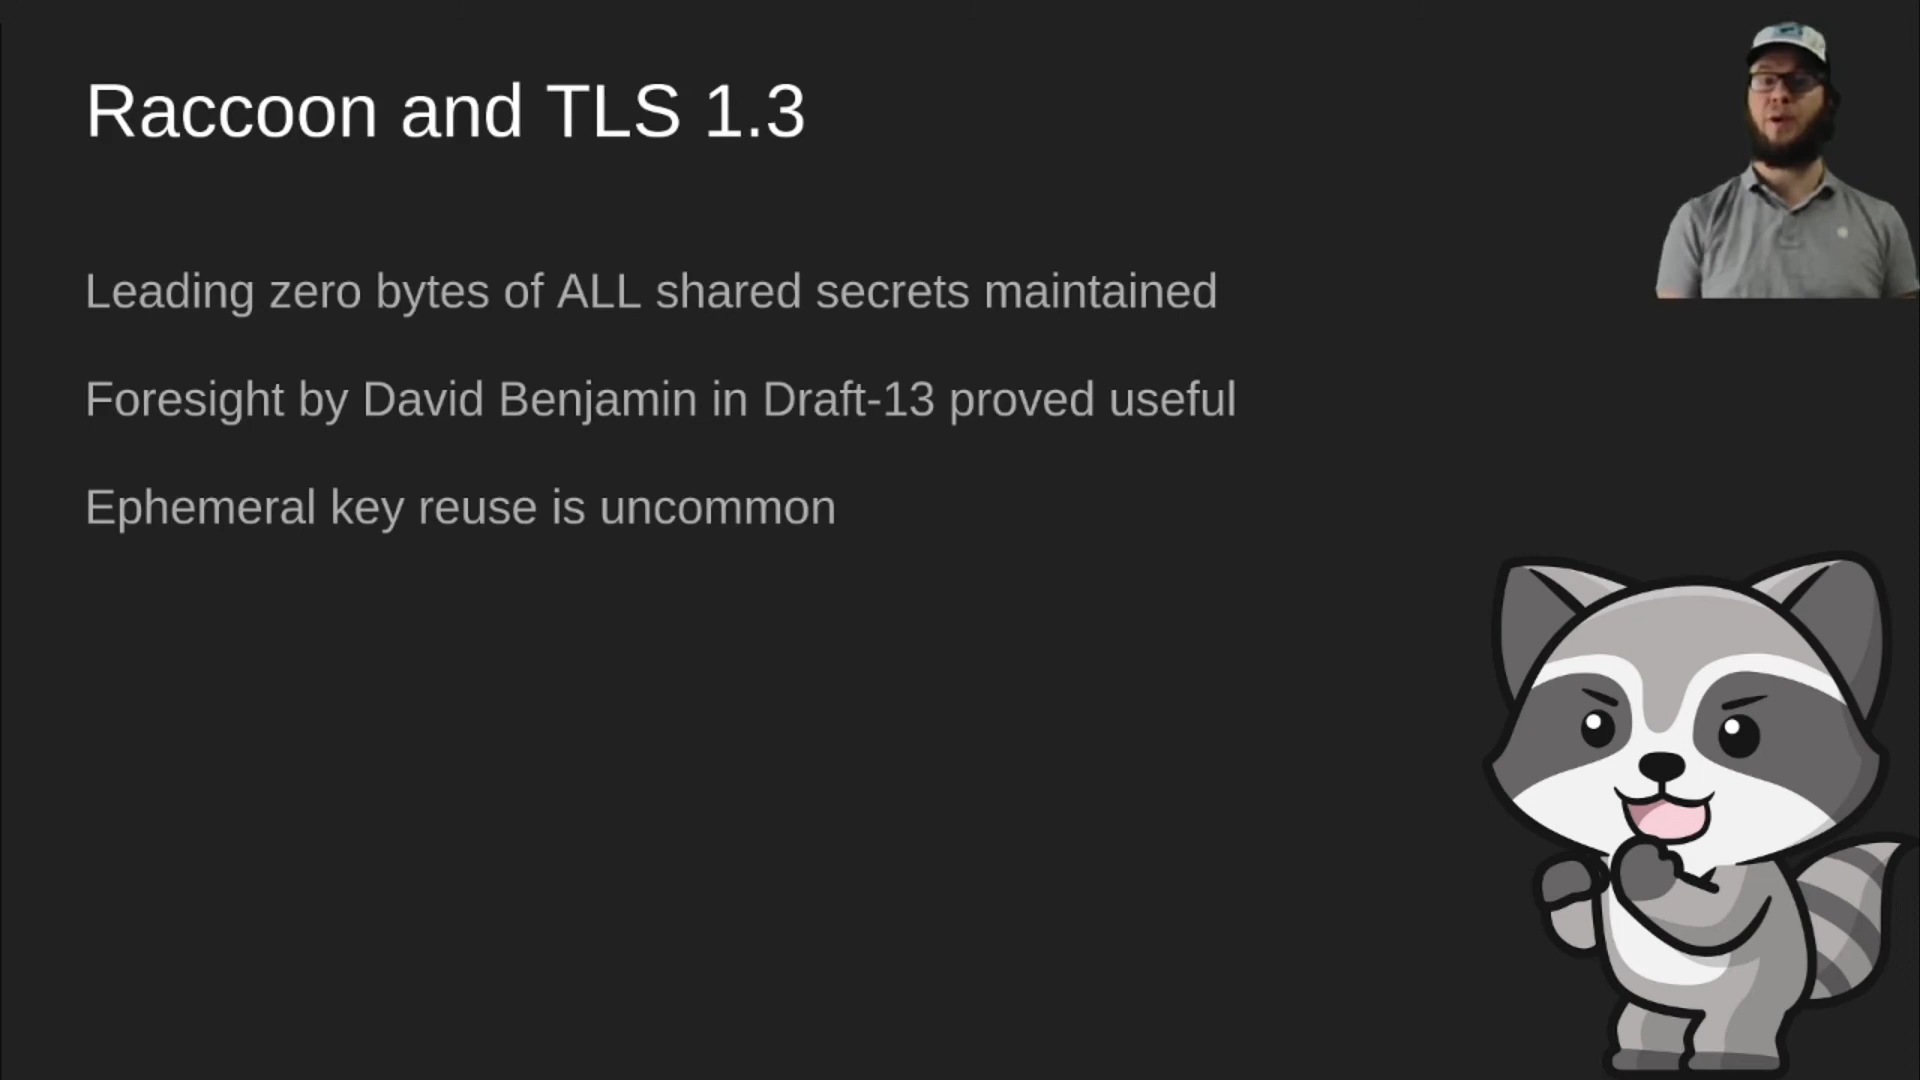 Raccoon and TLS 1.3
Leading zero bytes of ALL shared secrets maintained
Foresight by David Benjamin in Draft-13 proved useful
Ephemeral key reuse is uncommon